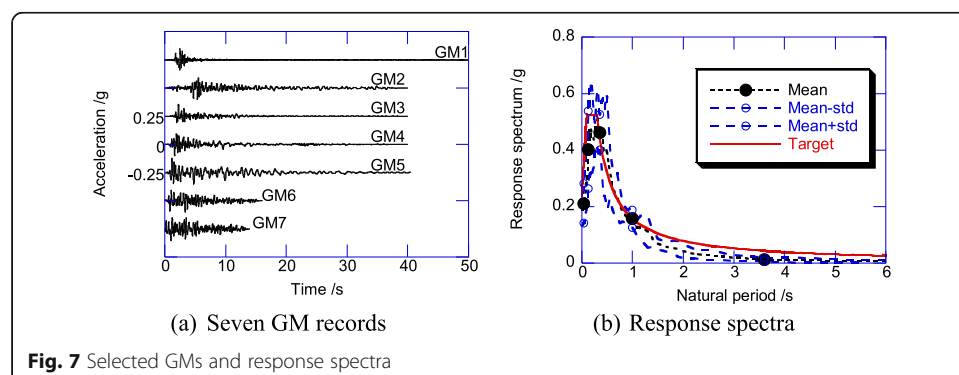 GM1
GM2
GM3
GM4
GM5
GM6
GM7
0.25
0
-0.25
Acceleration /g
0 10 20 30 40 50
Time /s
(a) Seven GM records
0.8
0.6
0.4
0.2
0
Response spectrum /g
Mean
Mean-std
Mean+std
Target
0 1 2 3 4 5 6
Natural period /s
(b) Response spectra
Fig. 7 Selected GMs and response spectra